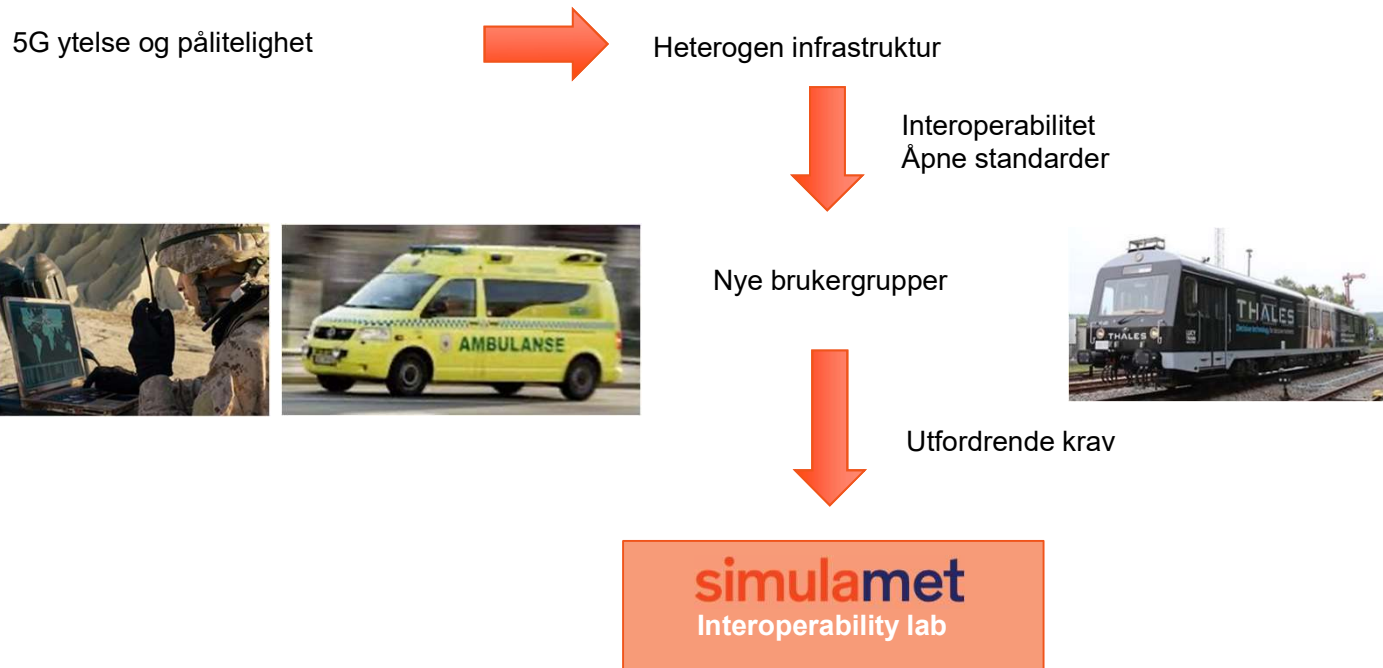 5G ytelse og pålitelighet
Heterogen infrastruktur
Interoperabilitet
Åpne standarder
AMBULANSE
Nye brukergrupper
THALES
THALES
Utfordrende krav
simulamet
Interoperability lab